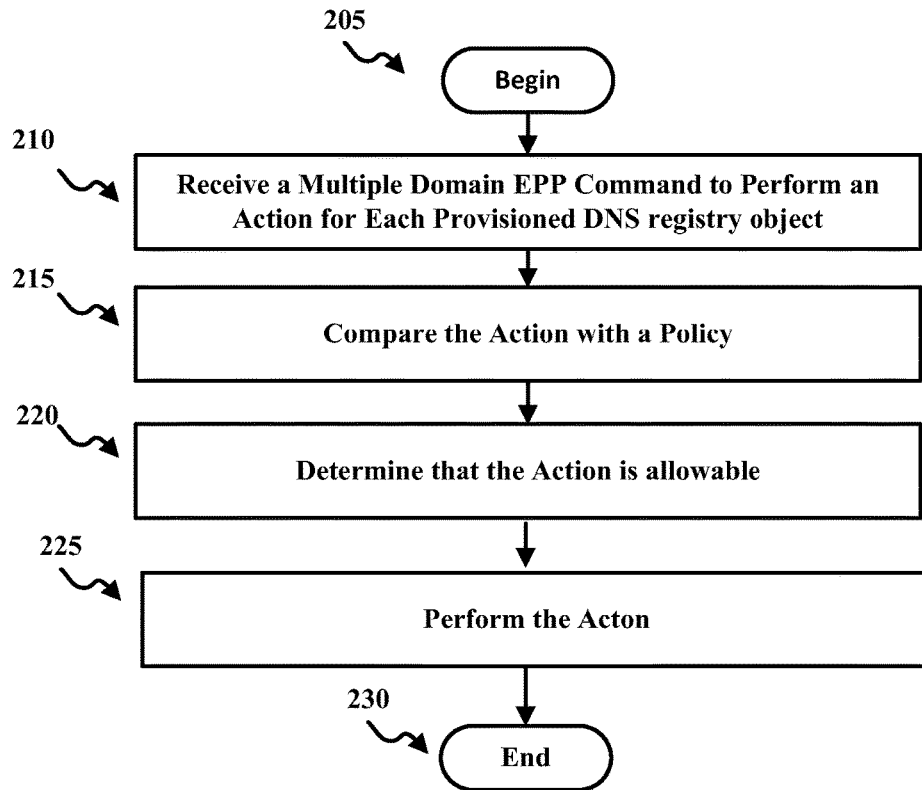 205
Begin
210
Receive a Multiple Domain EPP Command to Perform an
Action for Each Provisioned DNS registry object
215
Compare the Action with a Policy
220
Determine that the Action is allowable
225
Perform the Acton
230
End